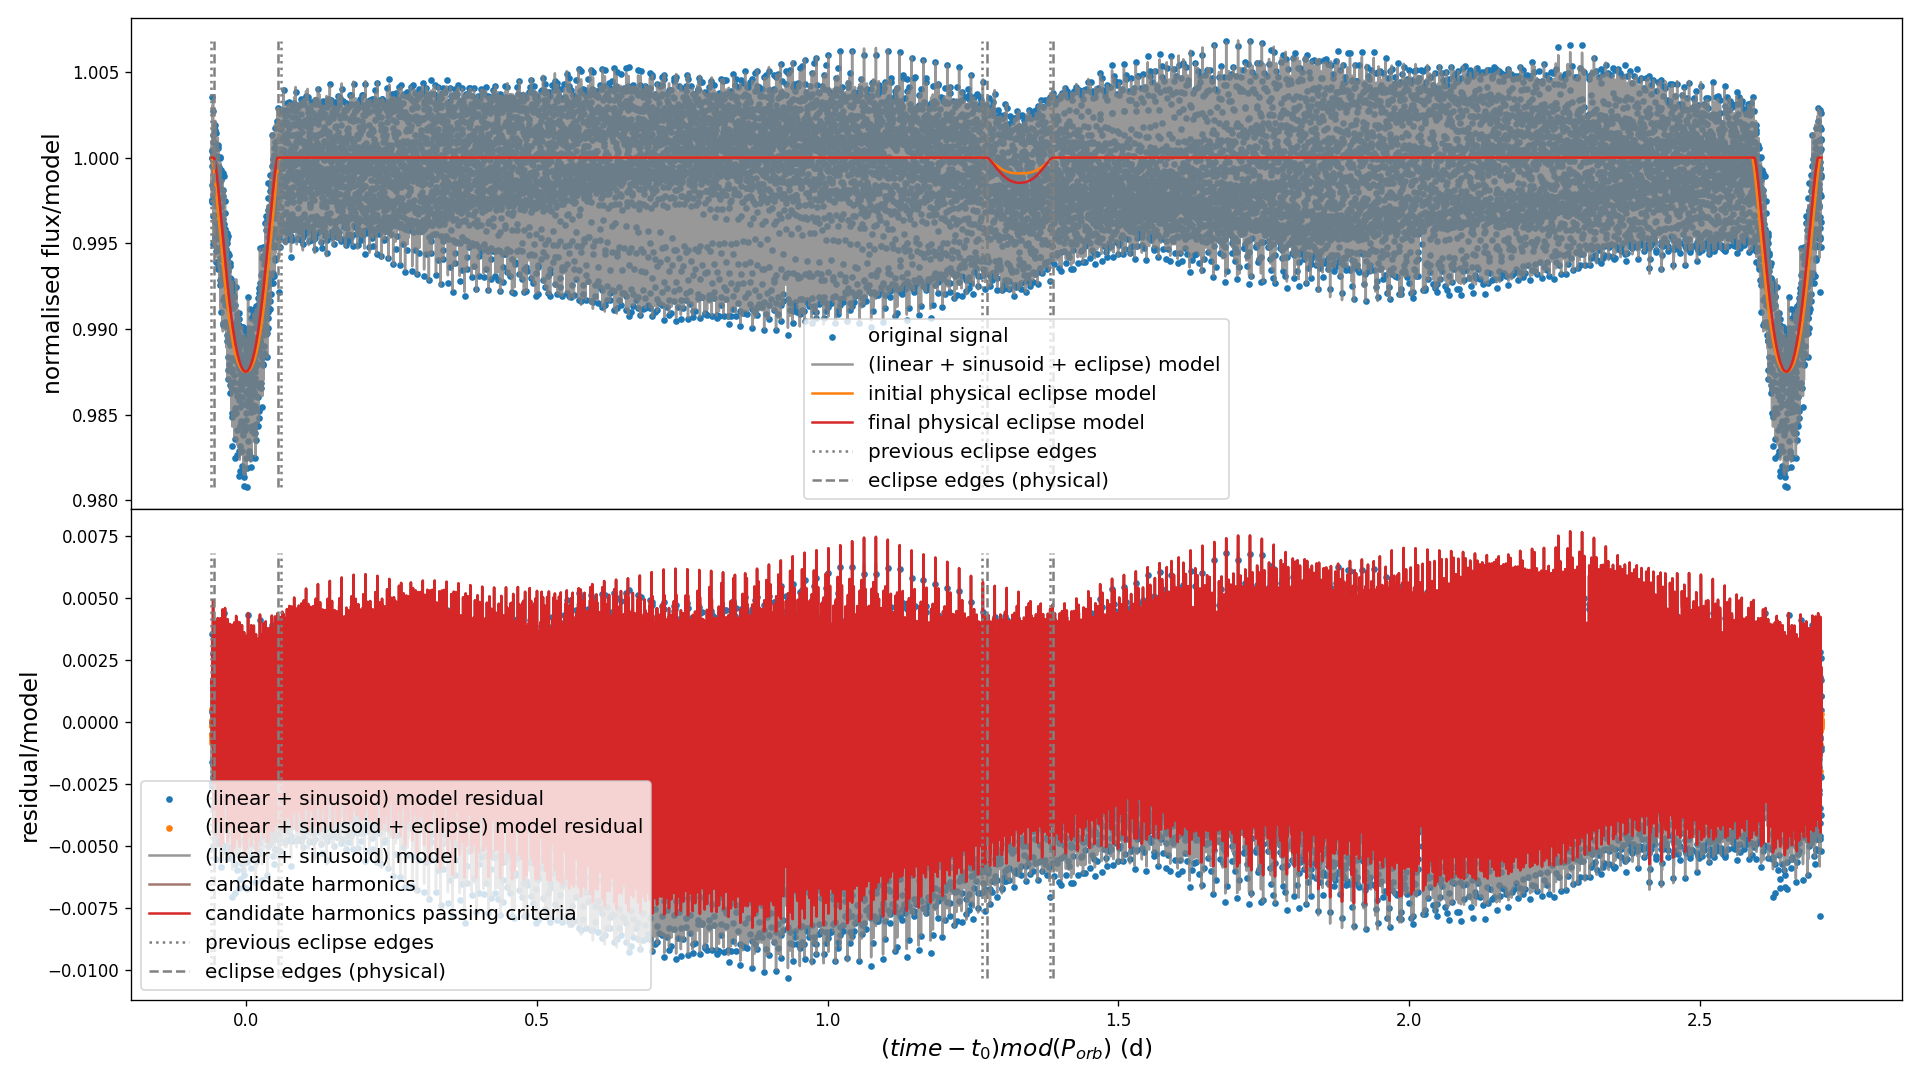 normalised flux/model
1.005
1.000
0.995
0.990
0.985
0.980
original signal
(linear + sinusoid + eclipse) model
initial physical eclipse model
final physical eclipse model
previous eclipse edges
eclipse edges (physical)
residual/model
0.0075
0.0050
0.0025
0.0000
−0.0025
−0.0050
−0.0075
−0.0100
(linear + sinusoid) model residual
(linear + sinusoid + eclipse) model residual
(linear + sinusoid) model
candidate harmonics
candidate harmonics passing criteria
previous eclipse edges
eclipse edges (physical)
0.0 0.5 1.0 1.5 2.0 2.5
(time − t₀)mod(P_orb) (d)